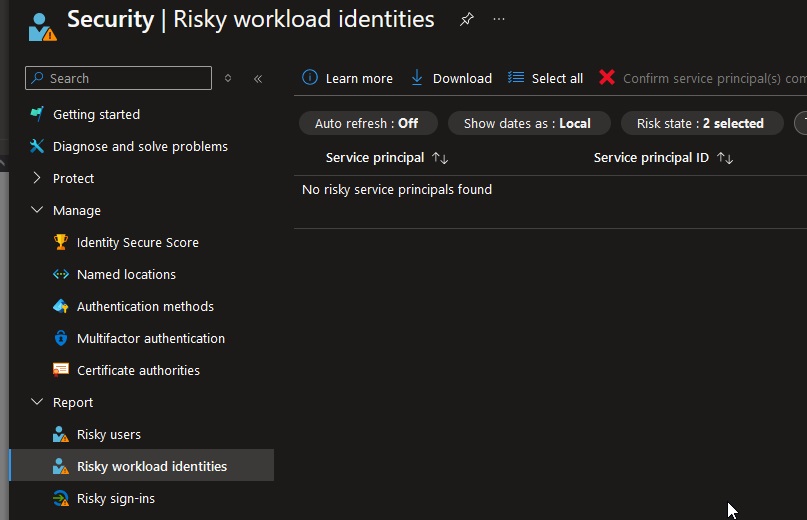 Security | Risky workload identities
Search
Learn more
Download
Select all
Confirm service principal(s)
Getting started
Auto refresh : Off
Show dates as : Local
Risk state : 2 selected
Diagnose and solve problems
Service principal
Service principal ID
Protect
No risky service principals found
Manage
Identity Secure Score
Named locations
Authentication methods
Multifactor authentication
Certificate authorities
Report
Risky users
Risky workload identities
Risky sign-ins